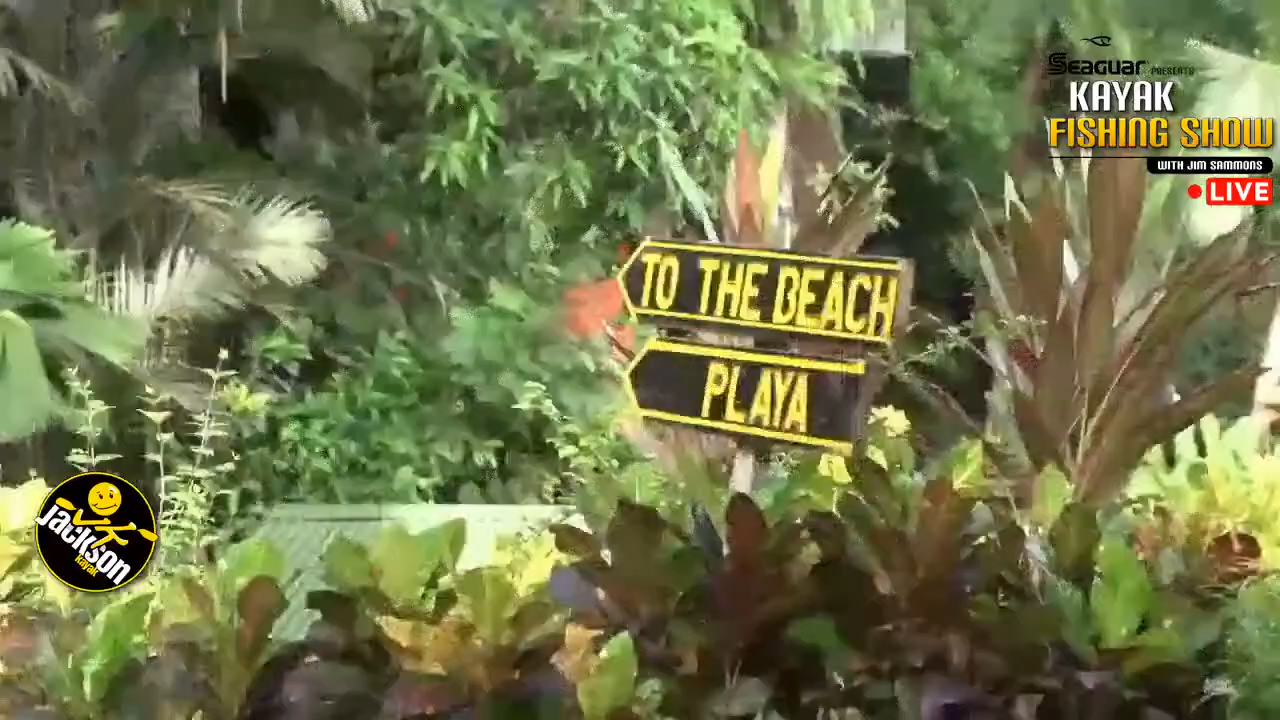 Seaguar PRESENTS
KAYAK
FISHING SHOW
WITH JIM SAMMONS
LIVE
TO THE BEACH
PLAYA
Jackson
kayak